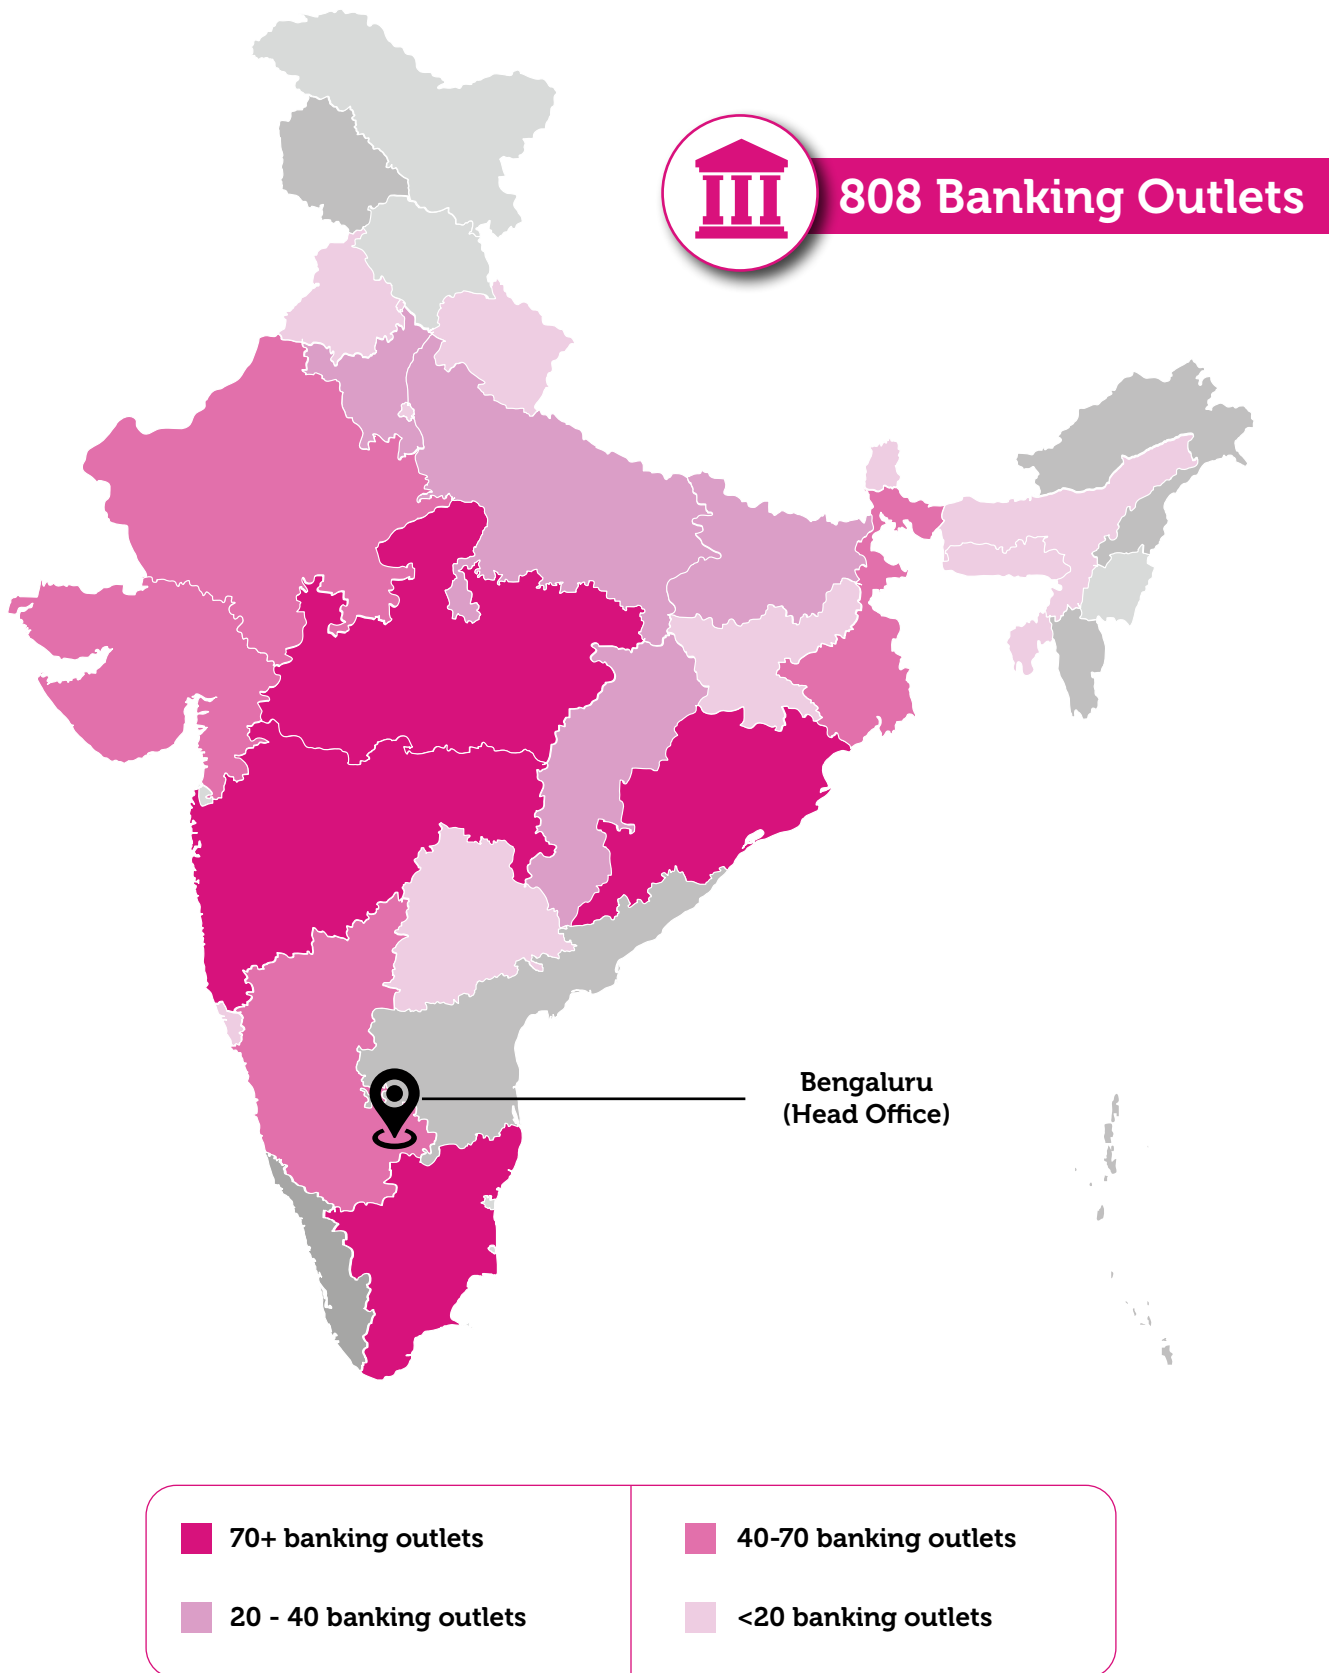 808 Banking Outlets
Bengaluru
(Head Office)
70+ banking outlets
40-70 banking outlets
20 - 40 banking outlets
<20 banking outlets